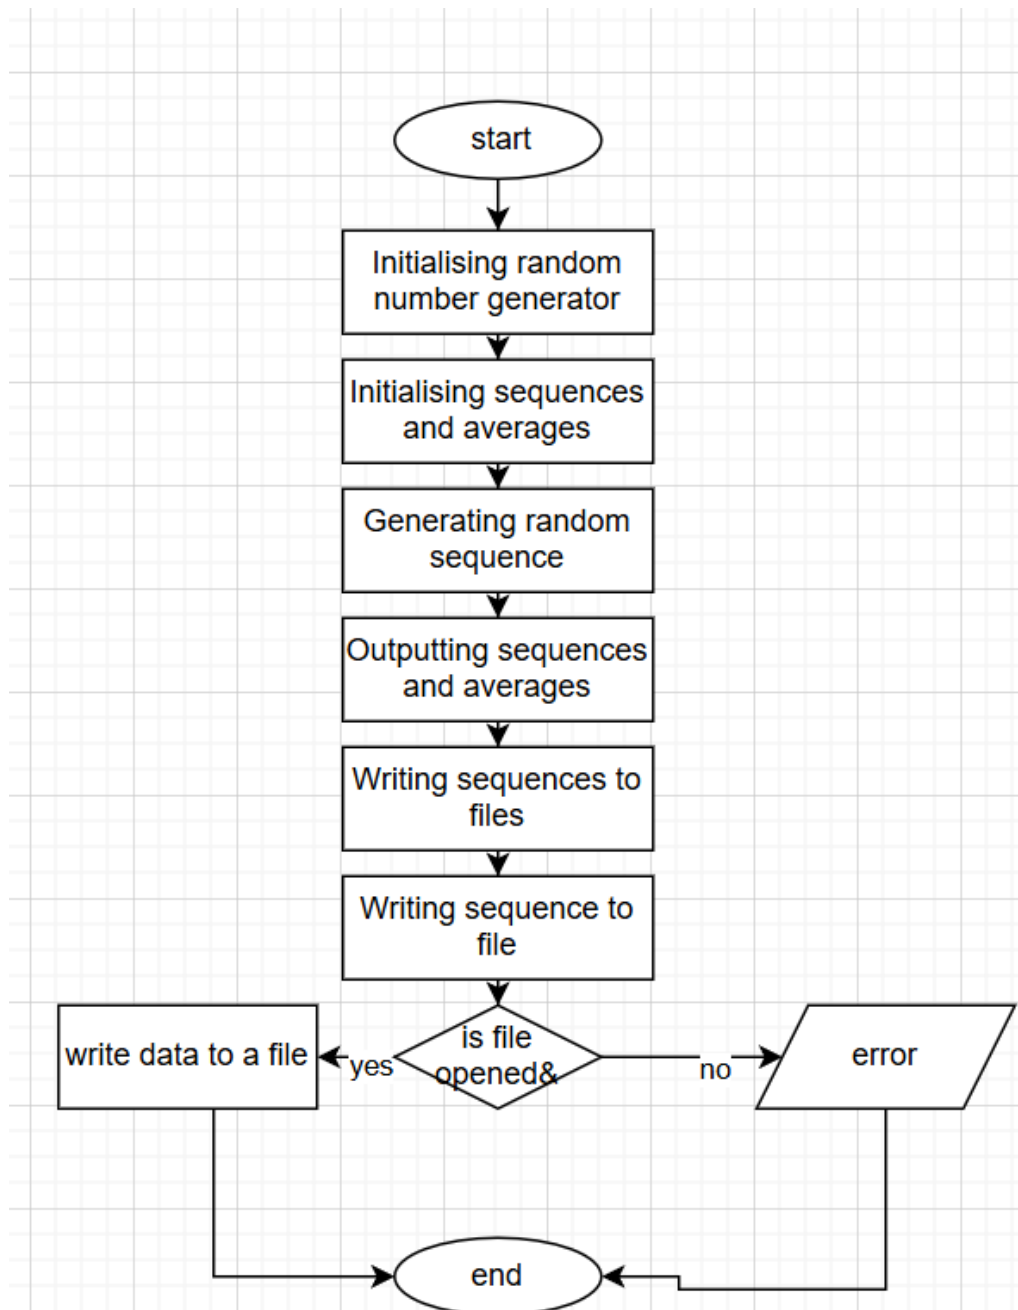 start
Initialising random
number generator
Initialising sequences
and averages
Generating random
sequence
Outputting sequences
and averages
Writing sequences to
files
Writing sequence to
file
write data to a file
yes
is file
opened&
no
error
end